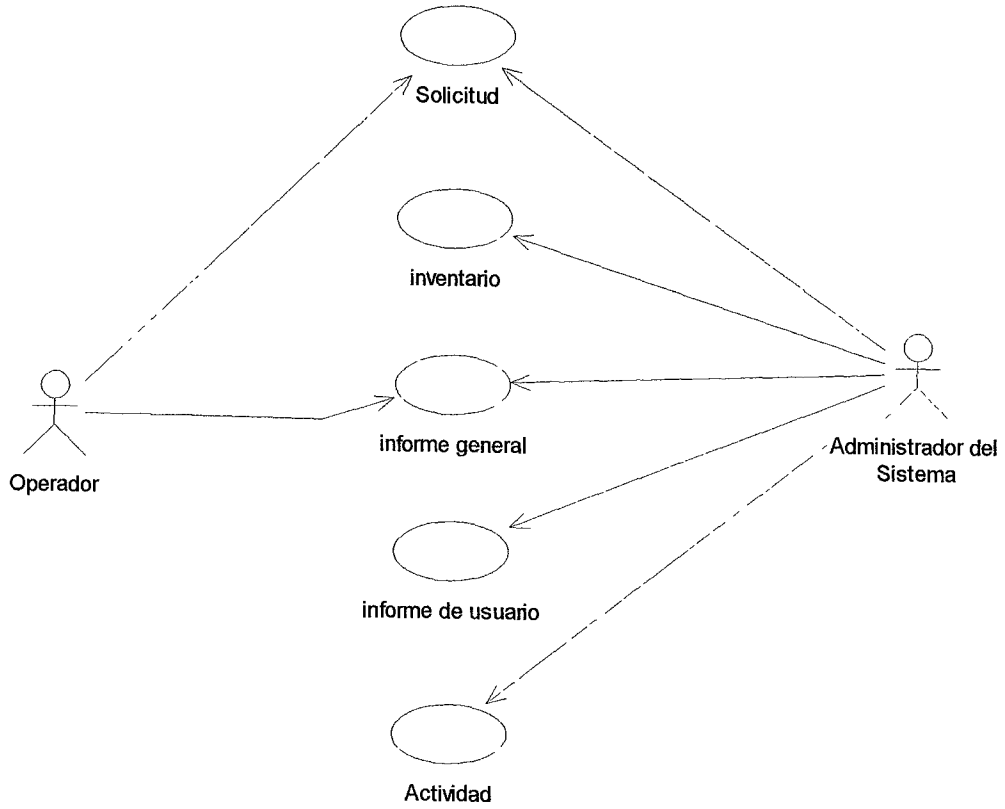 Solicitud
inventario
informe general
Operador
Administrador del
Sistema
informe de usuario
Actividad